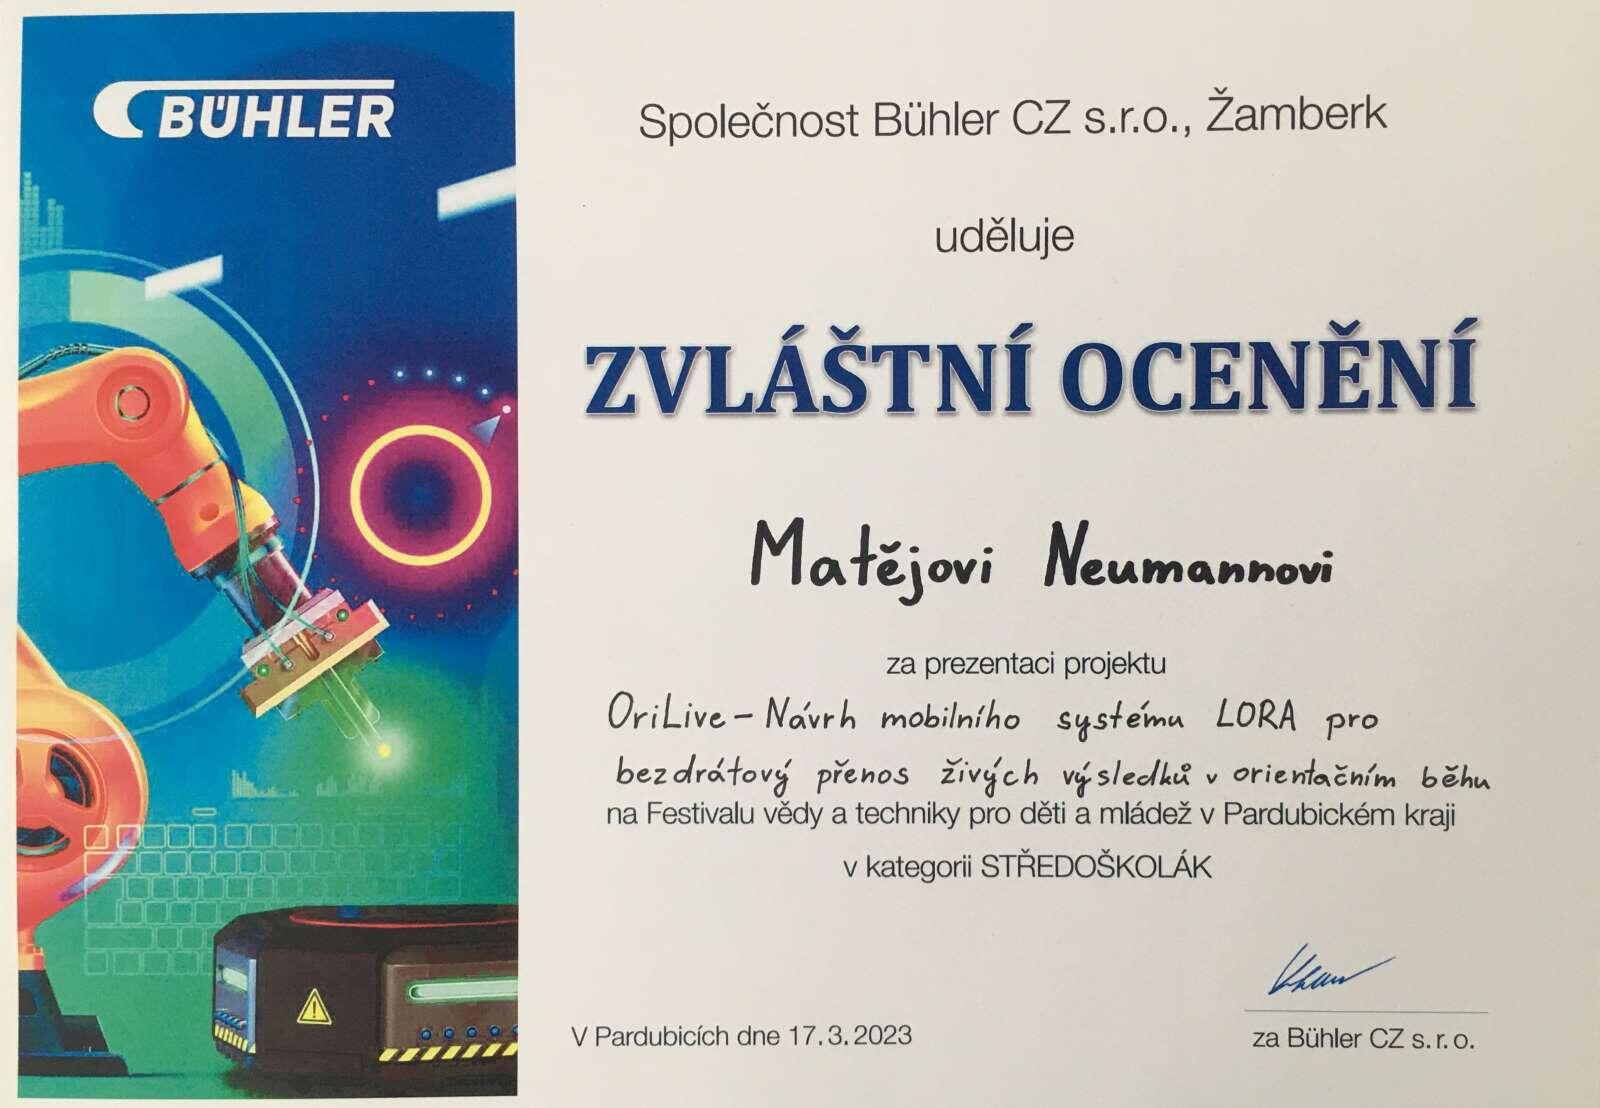 BÜHLER
Společnost Bühler CZ s.r.o., Žamberk
uděluje
ZVLÁŠTNÍ OCENĚNÍ
Matějovi Neumannovi
za prezentaci projektu
OriLive - Návrh mobilního systému LORA pro
bezdrátový přenos živých výsledků v orientačním běhu
na Festivalu vědy a techniky pro děti a mládež v Pardubickém kraji
v kategorii STŘEDOŠKOLÁK
V Pardubicích dne 17.3.2023
za Bühler CZ s.r.o.